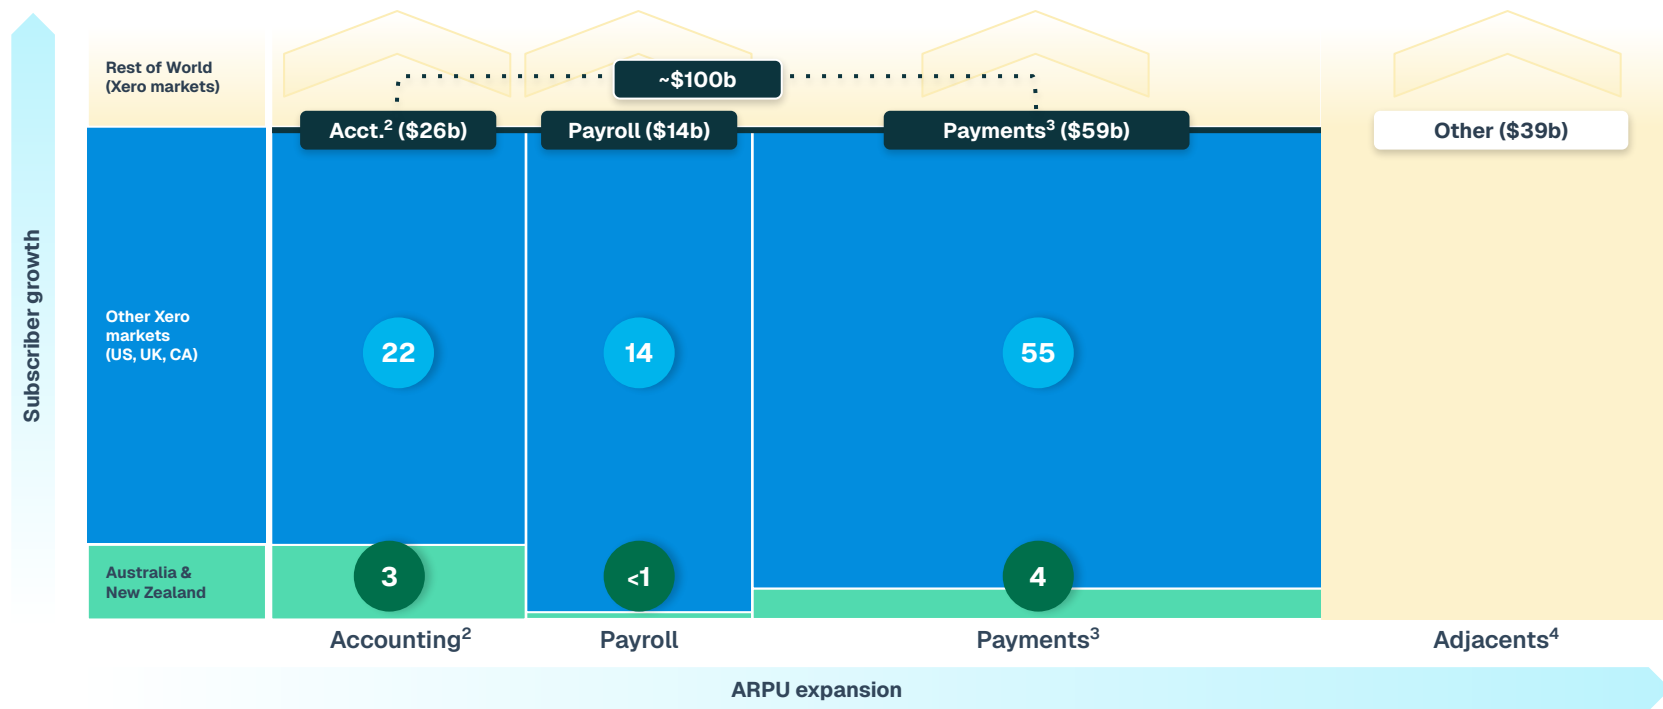 Rest of World
(Xero markets)
~$100b
Acct.² ($26b)
Payroll ($14b)
Payments³ ($59b)
Other ($39b)
Subscriber growth
Other Xero
markets
(US, UK, CA)
22
14
55
Australia &
New Zealand
3
<1
4
Accounting²
Payroll
Payments³
Adjacents⁴
ARPU expansion